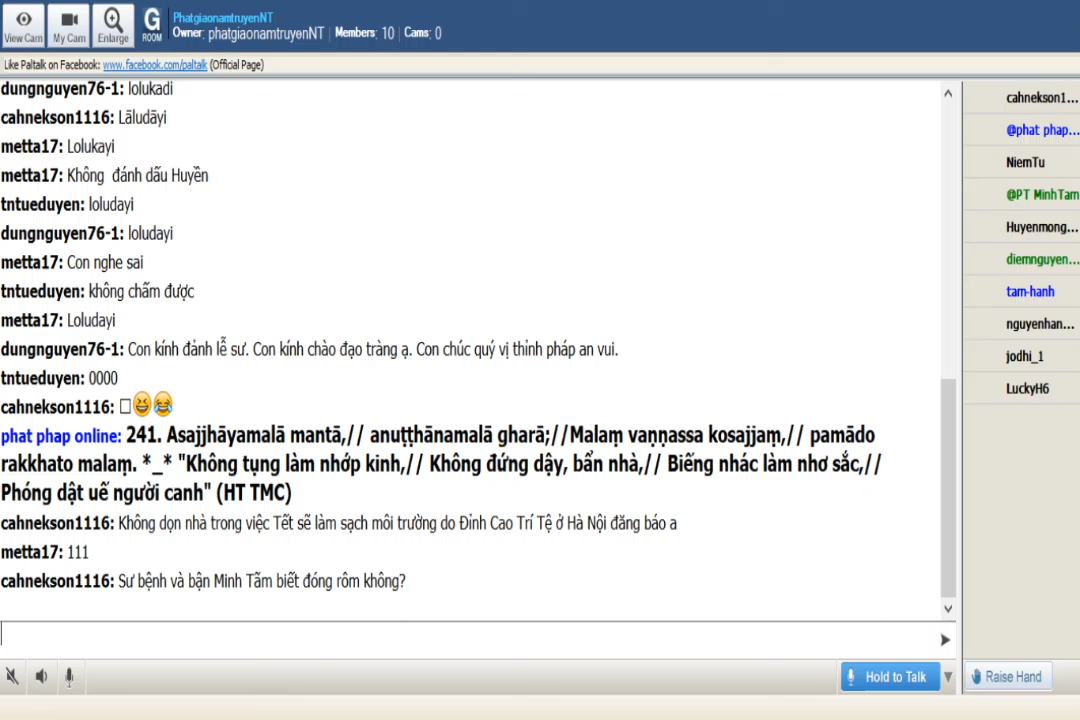 PhatgiaonamtruyenNT
Owner: phatgiaonamtruyenNT | Members: 10 | Cams: 0
View Cam
My Cam
Enlarge
G ROOM
Like Paltalk on Facebook: www.facebook.com/paltalk (Official Page)
dungnguyen76-1: lolukadi
cahnekson1116: Lāludāyi
metta17: Lolukayi
metta17: Không đánh dấu Huyền
tntueduyen: loludayi
dungnguyen76-1: loludayi
metta17: Con nghe sai
tntueduyen: không chấm được
metta17: Loludayi
dungnguyen76-1: Con kính đảnh lễ sư. Con kính chào đạo tràng ạ. Con chúc quý vị thỉnh pháp an vui.
tntueduyen: 0000
cahnekson1116: 😆😂
phat phap online: 241. Asajjhāyamalā mantā,// anuṭṭhānamalā gharā;//Malaṃ vaṇṇassa kosajjaṃ,// pamādo
rakkhato malaṃ. *_* "Không tụng làm nhớp kinh,// Không đứng dậy, bẩn nhà,// Biếng nhác làm nhơ sắc,//
Phóng dật uế người canh" (HT TMC)
cahnekson1116: Không dọn nhà trong việc Tết sẽ làm sạch môi trường do Đỉnh Cao Trí Tệ ở Hà Nội đăng báo a
metta17: 111
cahnekson1116: Sư bệnh và bận Minh Tẫm biết đóng rôm không?
cahnekson1...
@phat phap...
NiemTu
@PT MinhTam
Huyenmong...
diemnguyen...
tam-hanh
nguyenhan...
jodhi_1
LuckyH6
Hold to Talk
Raise Hand